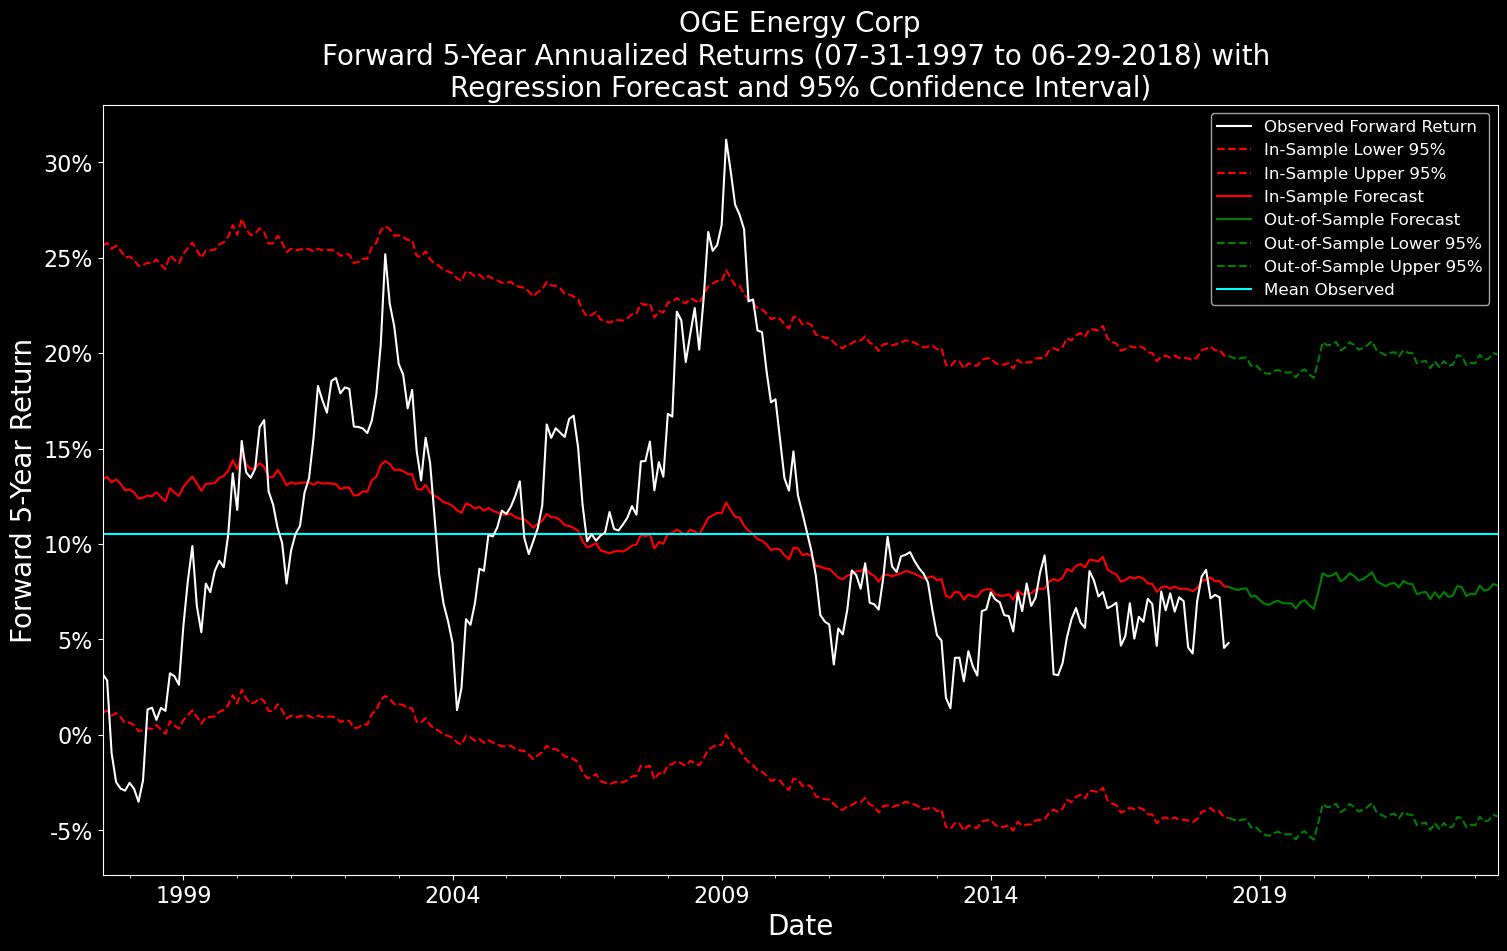 OGE Energy Corp
Forward 5-Year Annualized Returns (07-31-1997 to 06-29-2018) with
Regression Forecast and 95% Confidence Interval)
Observed Forward Return
In-Sample Lower 95%
In-Sample Upper 95%
In-Sample Forecast
Out-of-Sample Forecast
Out-of-Sample Lower 95%
Out-of-Sample Upper 95%
Mean Observed
30%
25%
20%
15%
10%
5%
0%
-5%
Forward 5-Year Return
1999
2004
2009
2014
2019
Date